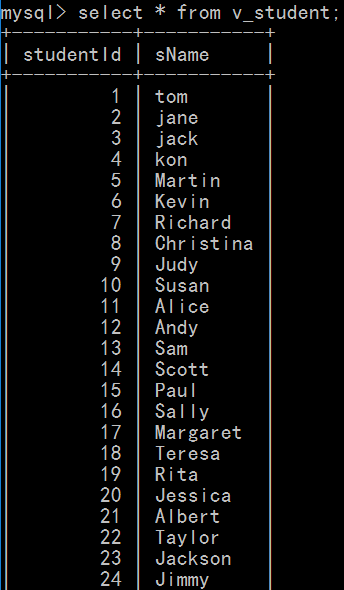 mysql> select * from v_student;
+-----------+-----------+
| studentId | sName     |
+-----------+-----------+
|         1 | tom       |
|         2 | jane      |
|         3 | jack      |
|         4 | kon       |
|         5 | Martin    |
|         6 | Kevin     |
|         7 | Richard   |
|         8 | Christina |
|         9 | Judy      |
|        10 | Susan     |
|        11 | Alice     |
|        12 | Andy      |
|        13 | Sam       |
|        14 | Scott     |
|        15 | Paul      |
|        16 | Sally     |
|        17 | Margaret  |
|        18 | Teresa    |
|        19 | Rita      |
|        20 | Jessica   |
|        21 | Albert    |
|        22 | Taylor    |
|        23 | Jackson   |
|        24 | Jimmy     |